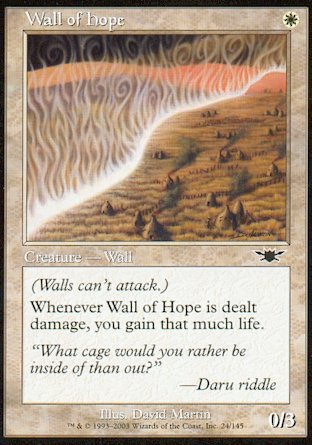 Wall of Hope
Creature — Wall
(Walls can't attack.)
Whenever Wall of Hope is dealt
damage, you gain that much life.
"What cage would you rather be
inside of than out?"
—Daru riddle
Illus. David Martin
™ & © 1993–2003 Wizards of the Coast, Inc. 24/145
0/3